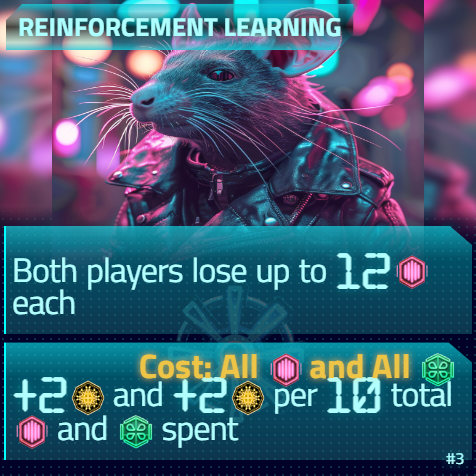 REINFORCEMENT LEARNING
Both players lose up to 12
each
Cost: All and All
+2 and +2 per 10 total
and spent
#3